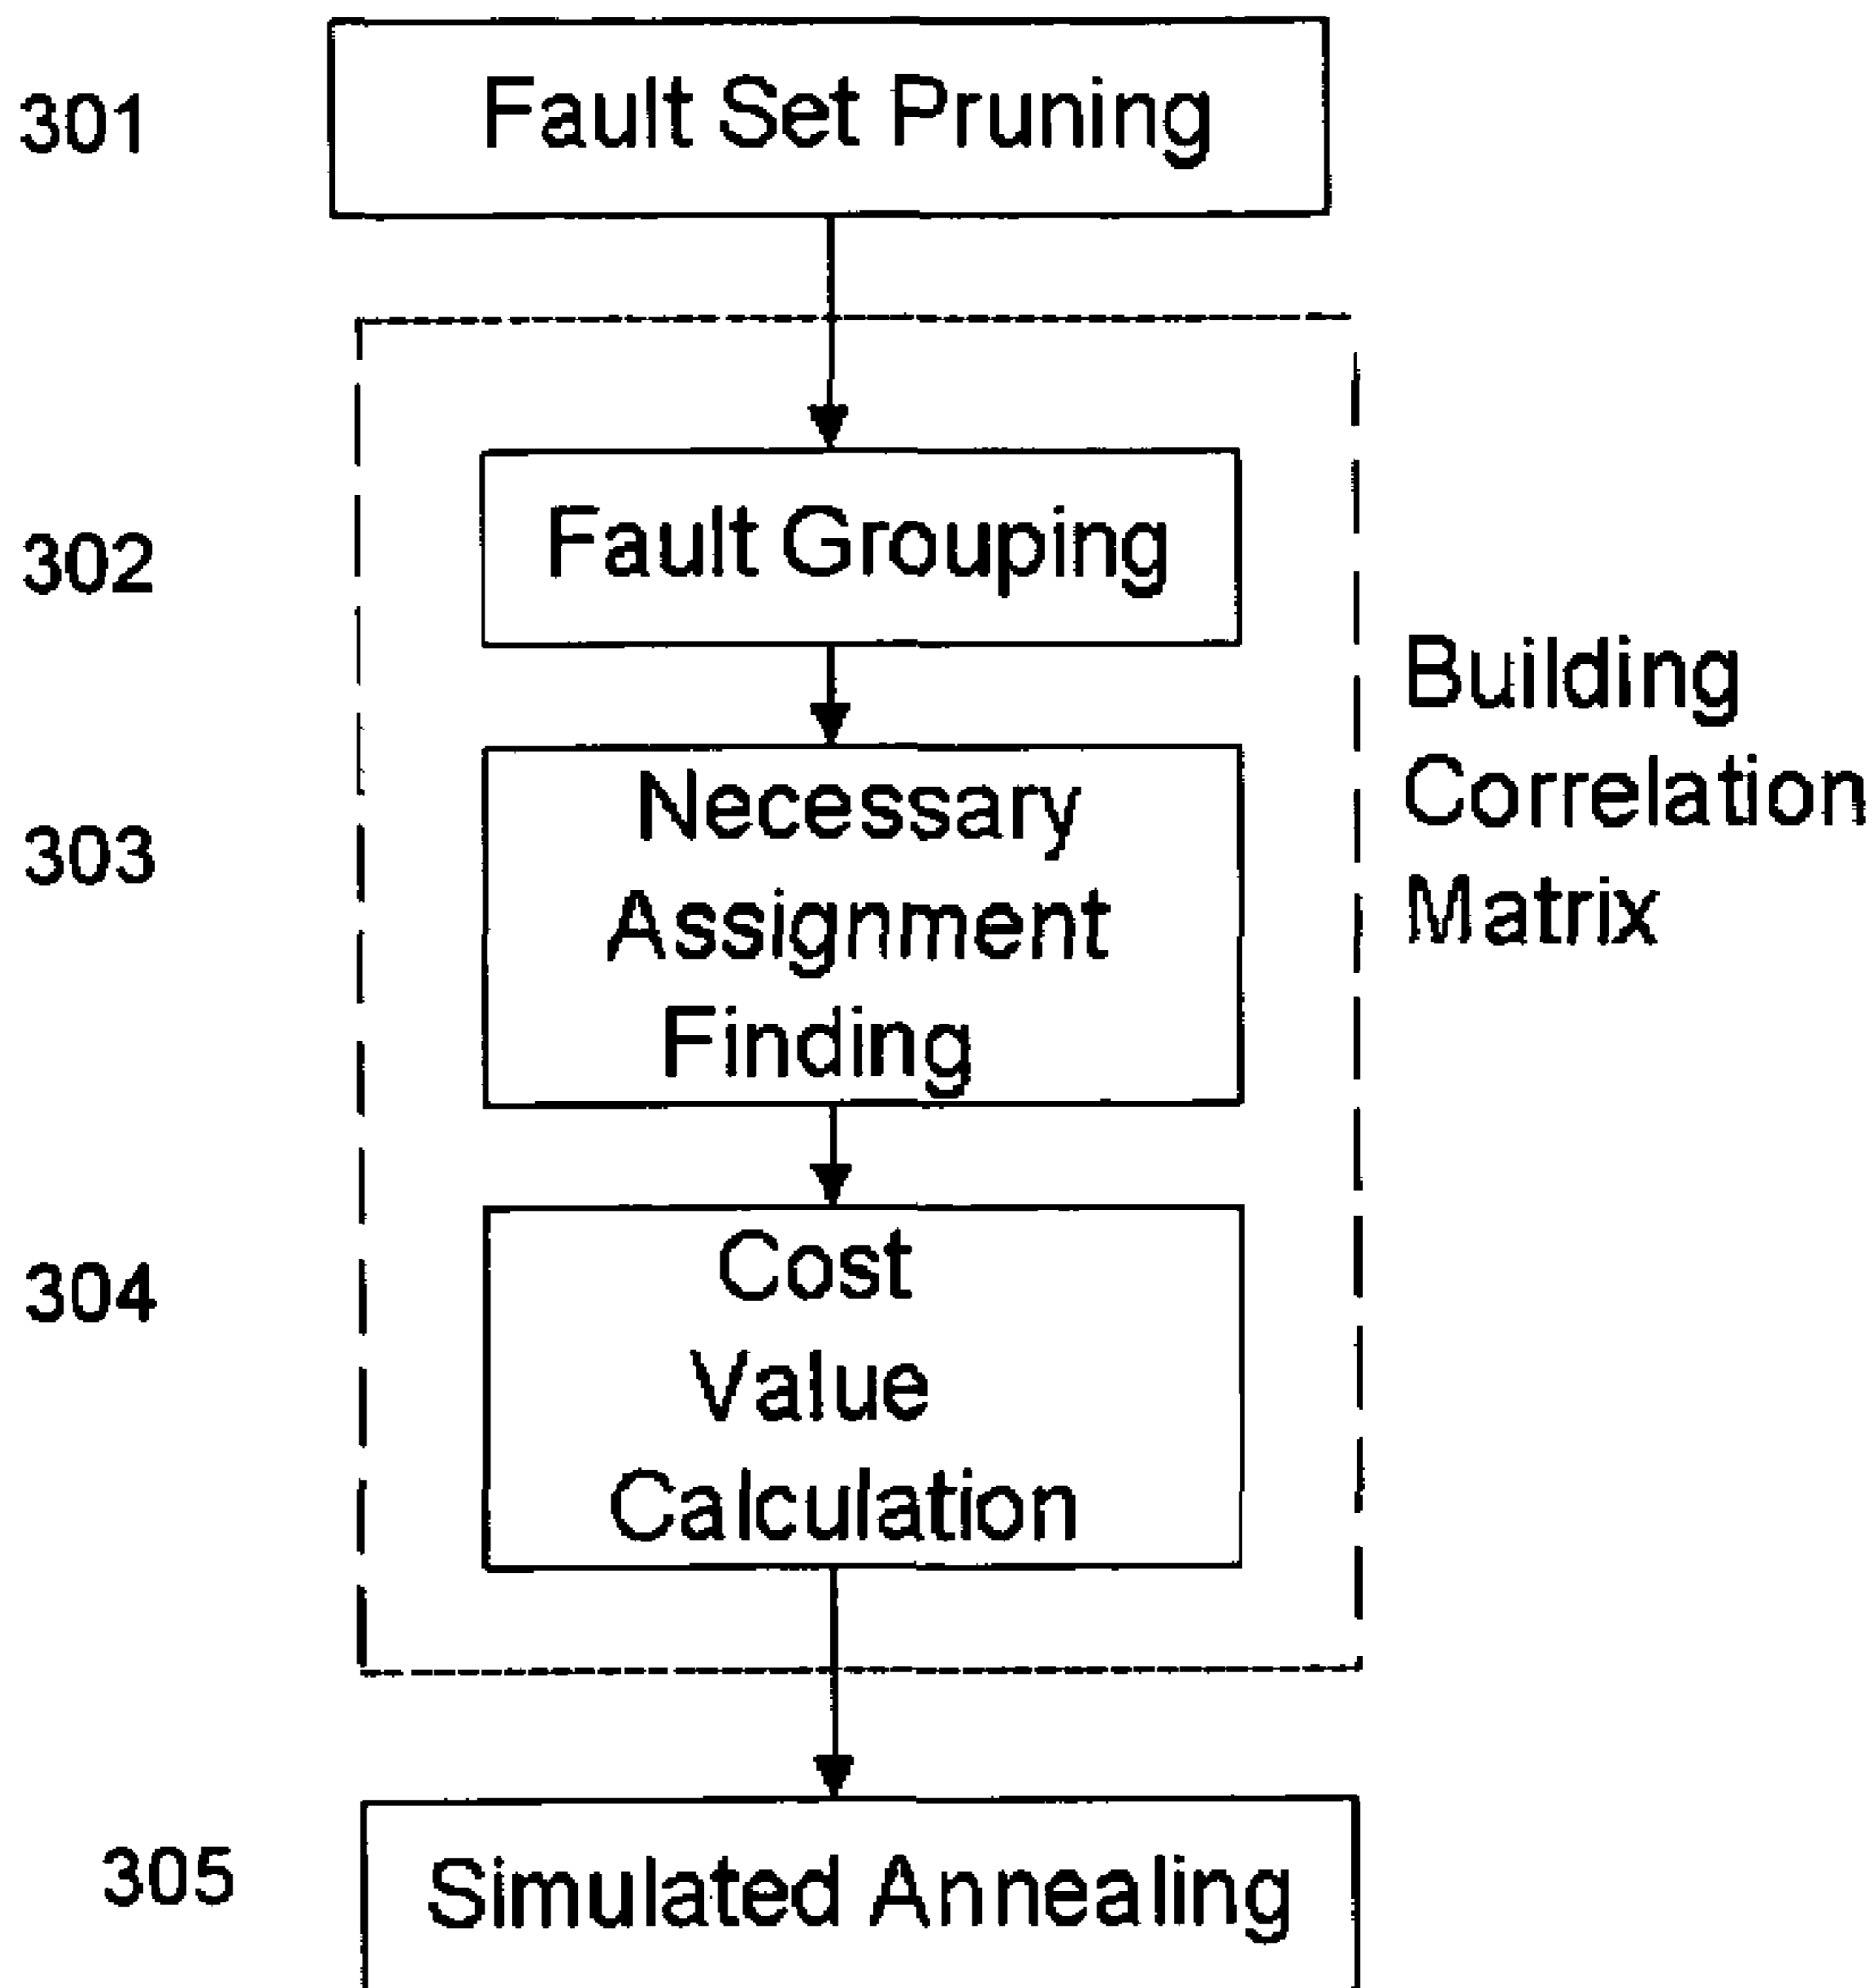 301
Fault Set Pruning
302
Fault Grouping
303
Necessary
Assignment
Finding
Building
Correlation
Matrix
304
Cost
Value
Calculation
305
Simulated Annealing